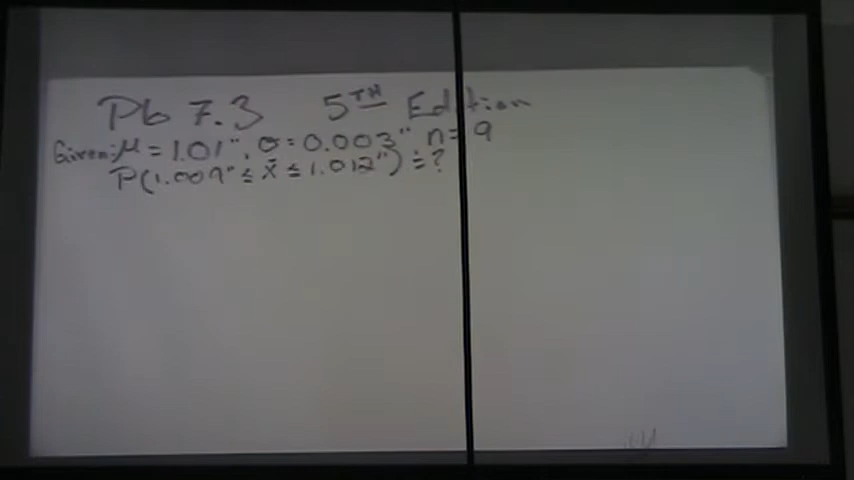 Pb 7.3 5TH Edition
Given: μ = 1.01", σ = 0.003" n = 9
P(1.009" ≤ x̄ ≤ 1.012") = ?